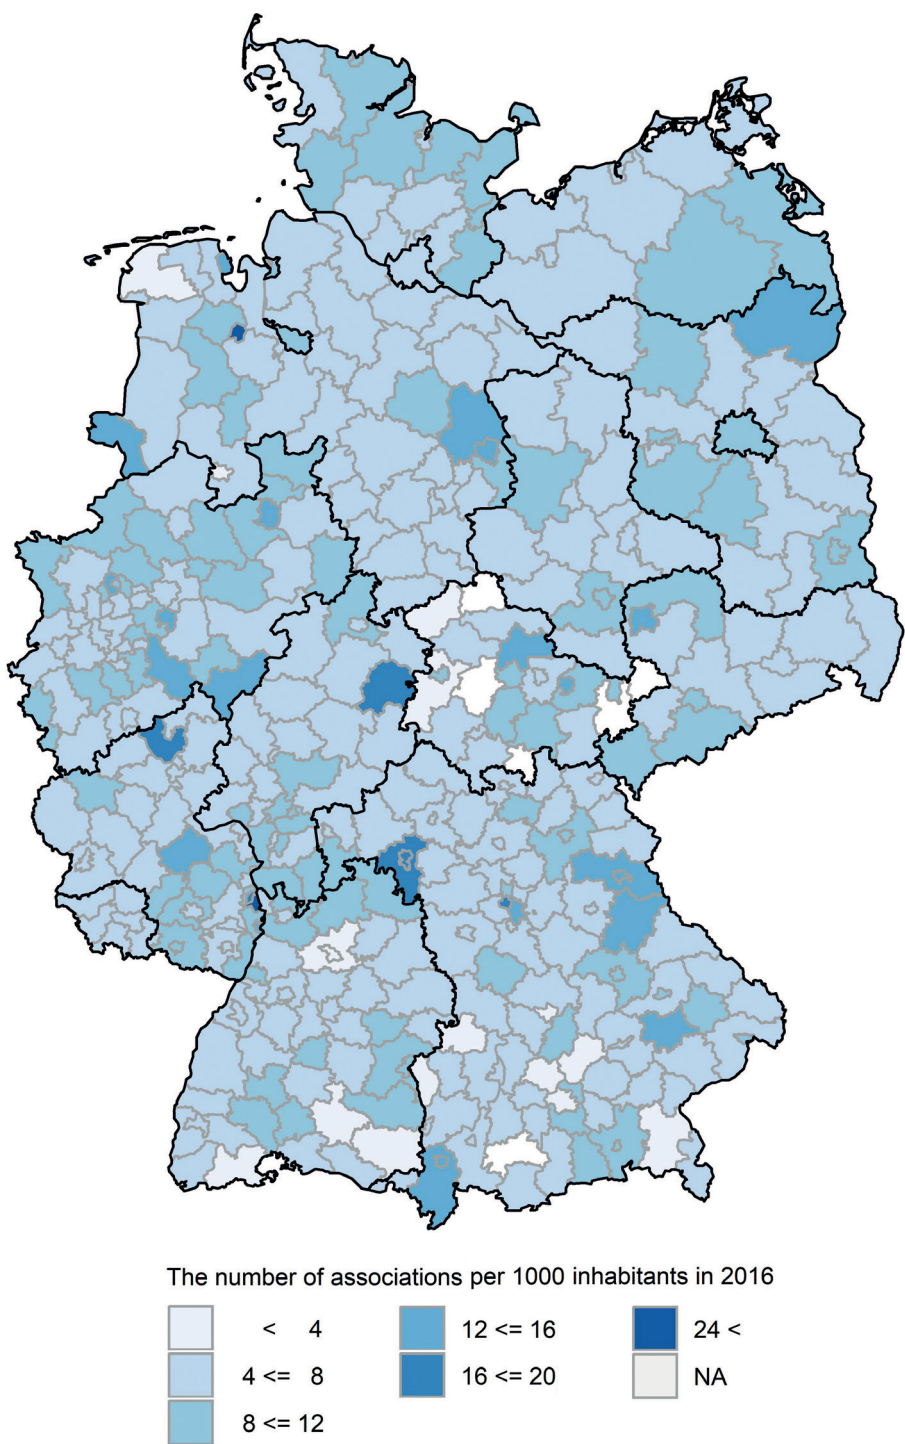 The number of associations per 1000 inhabitants in 2016
< 4
4 <= 8
8 <= 12
12 <= 16
16 <= 20
24 <
NA